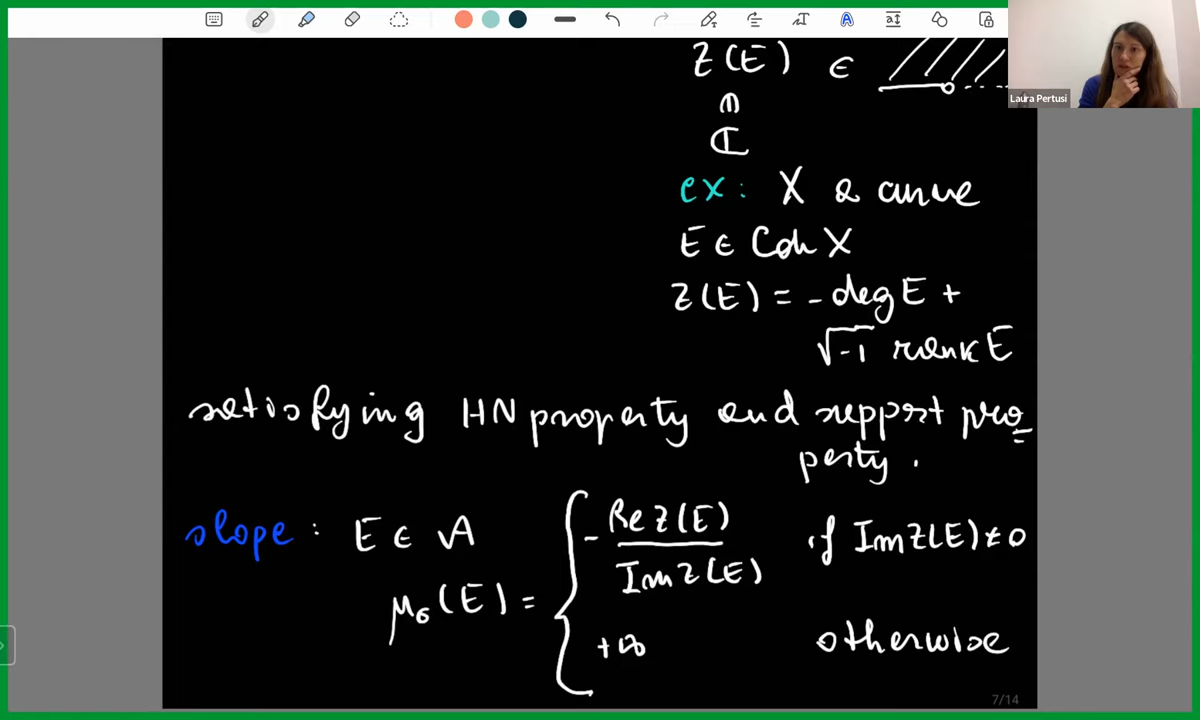 Z(E) ∈
∈
ℂ
ex: X a curve
E ∈ Coh X
Z(E) = - deg E +
√-1 rank E
satisfying HN property and support pro
perty.
slope: E ∈ A
μσ(E) = { - Re Z(E) / Im Z(E) if Im Z(E) ≠ 0
+∞ otherwise
7/14
Laura Pertusi